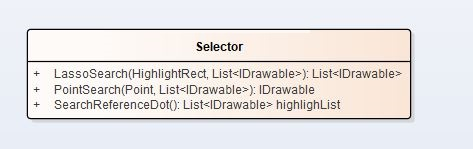 Selector
+ LassoSearch(HighlightRect, List<IDrawable>): List<IDrawable>
+ PointSearch(Point, List<IDrawable>): IDrawable
+ SearchReferenceDot(): List<IDrawable> highlighList